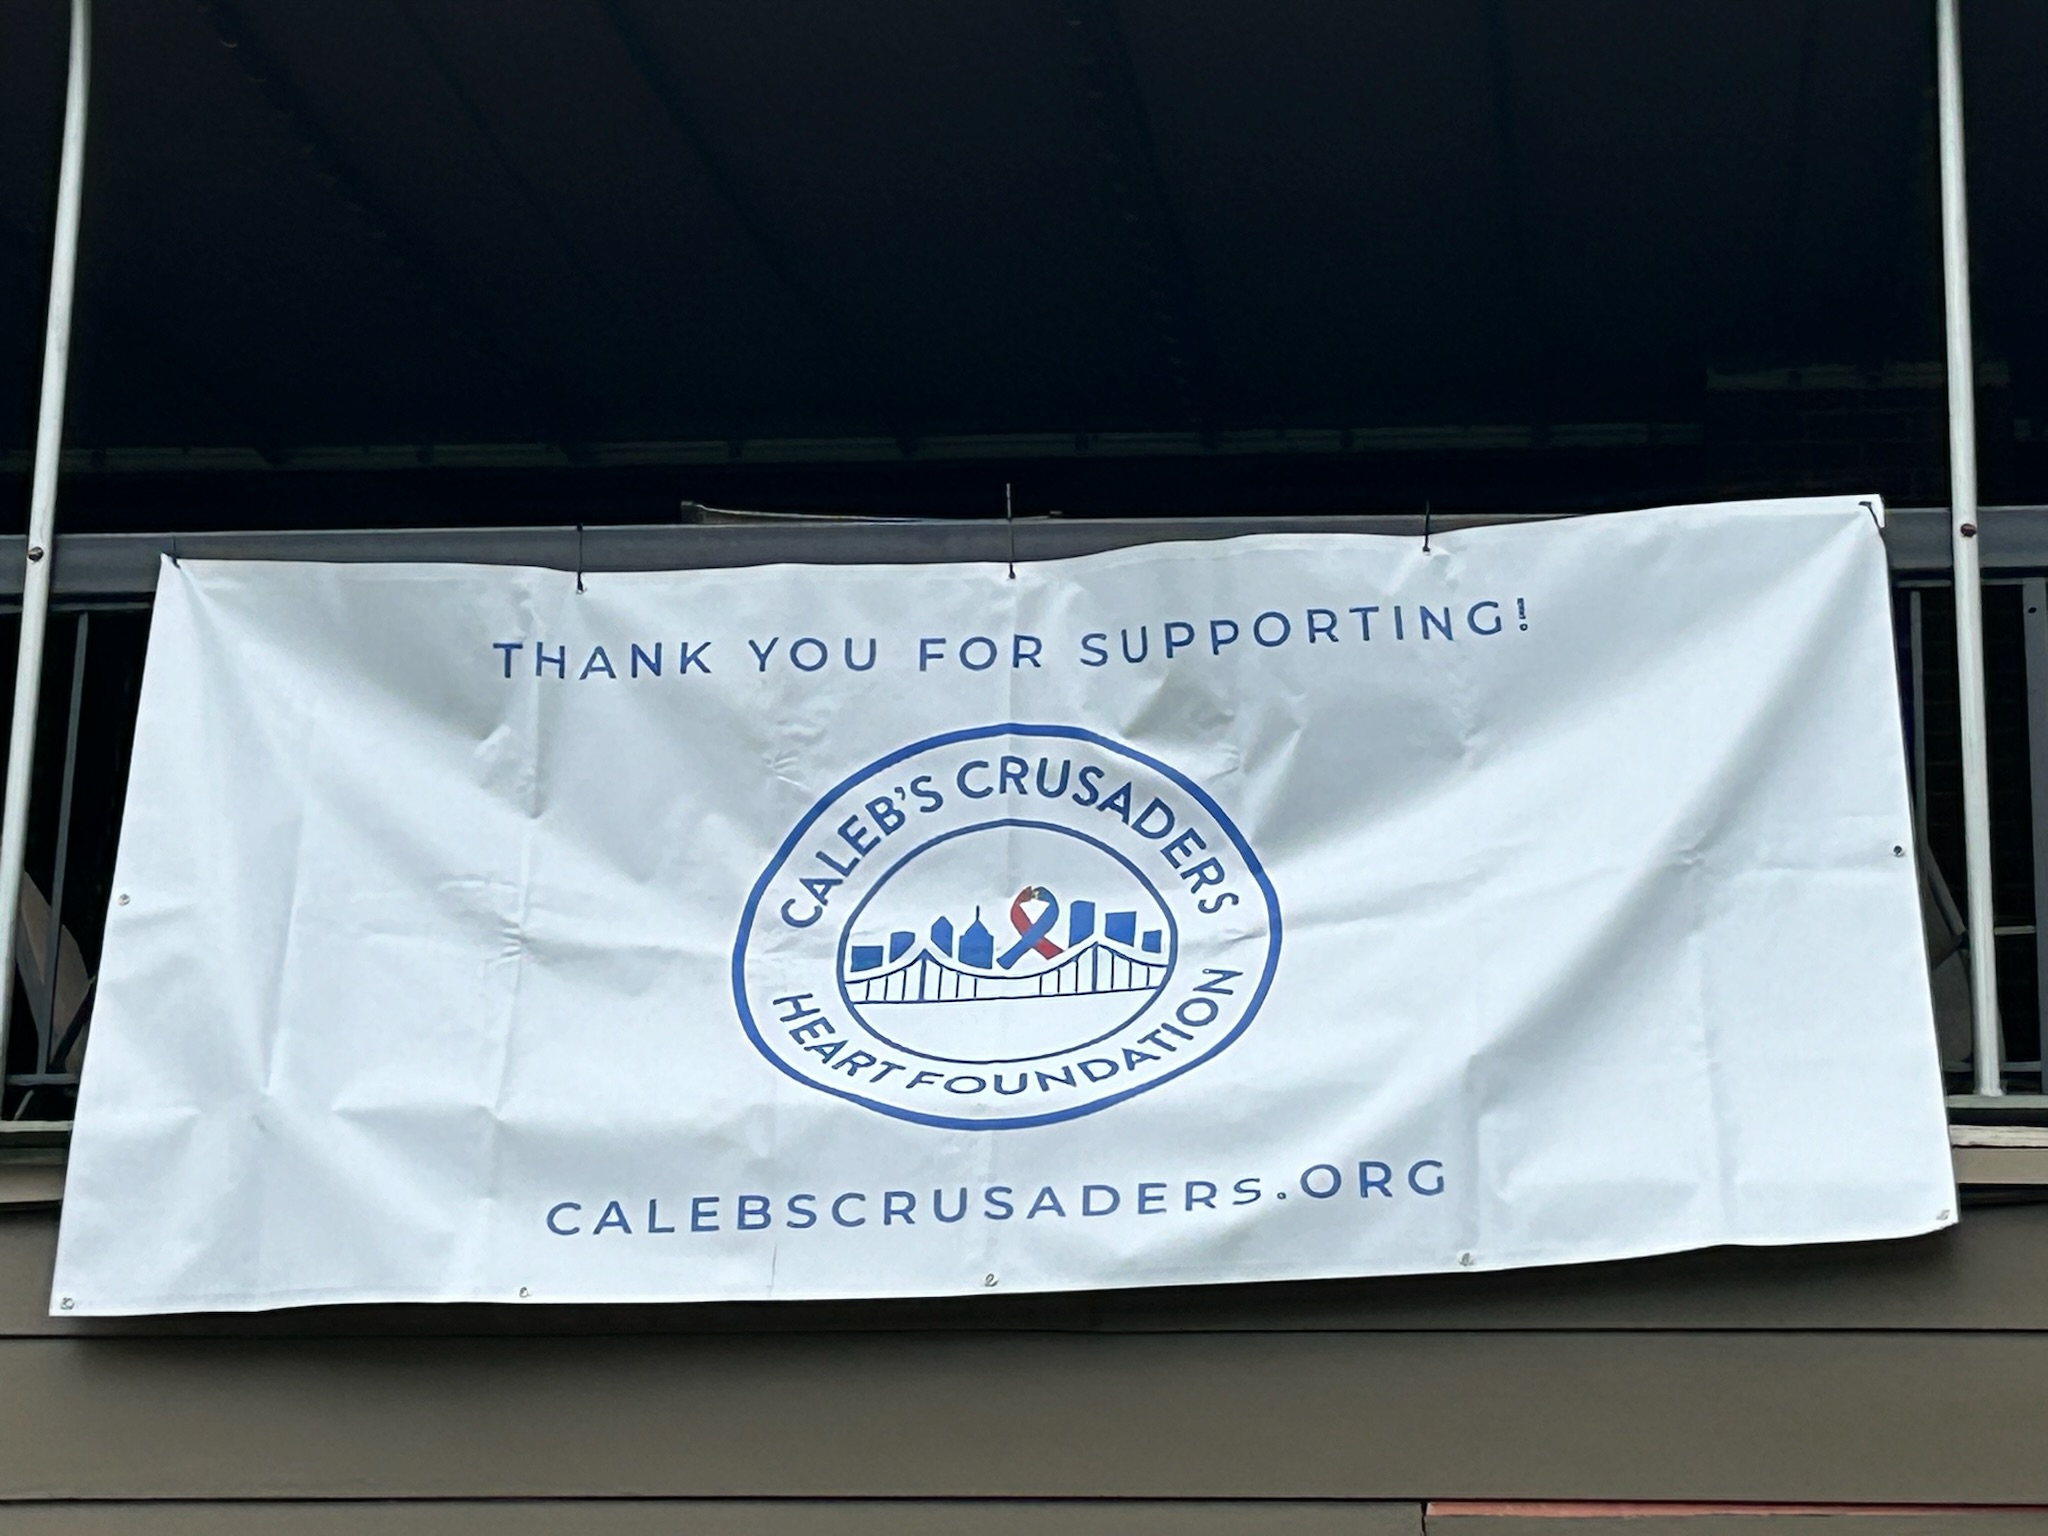 THANK YOU FOR SUPPORTING!
CALEB'S CRUSADERS
HEART FOUNDATION
CALEBSCRUSADERS.ORG